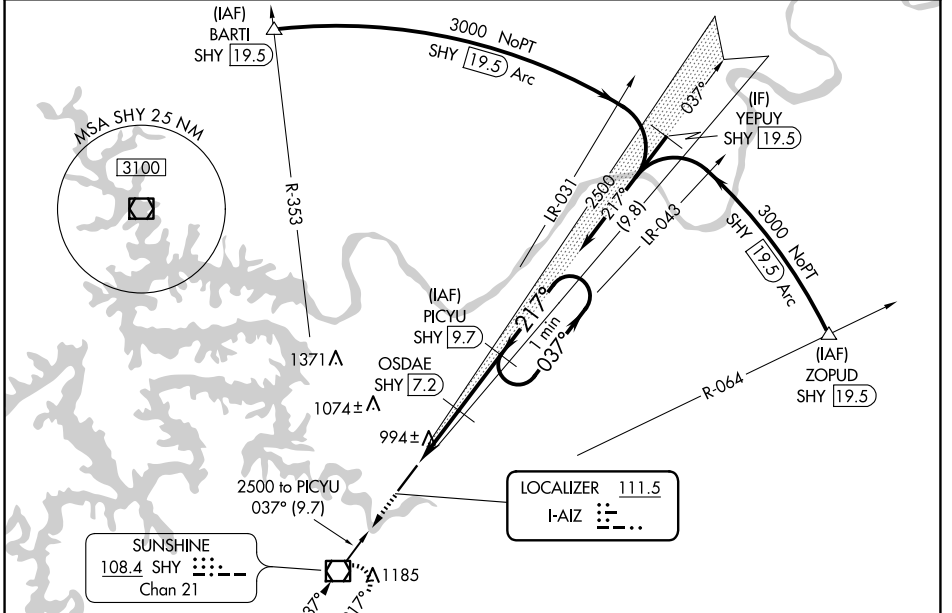 (IAF)
BARTI
SHY 19.5
3000 NoPT
SHY 19.5 Arc
037°
(IF)
YEPUY
SHY 19.5
MSA SHY 25 NM
3100
R-353
LR-031
2500
217°
(9.8)
LR-043
3000 NoPT
SHY 19.5 Arc
(IAF)
PICYU
SHY 9.7
217°
1 min
037°
1371
OSDAE
SHY 7.2
(IAF)
ZOPUD
SHY 19.5
R-064
1074±
994±
2500 to PICYU
037° (9.7)
LOCALIZER 111.5
I-AIZ
SUNSHINE
108.4 SHY
Chan 21
1185